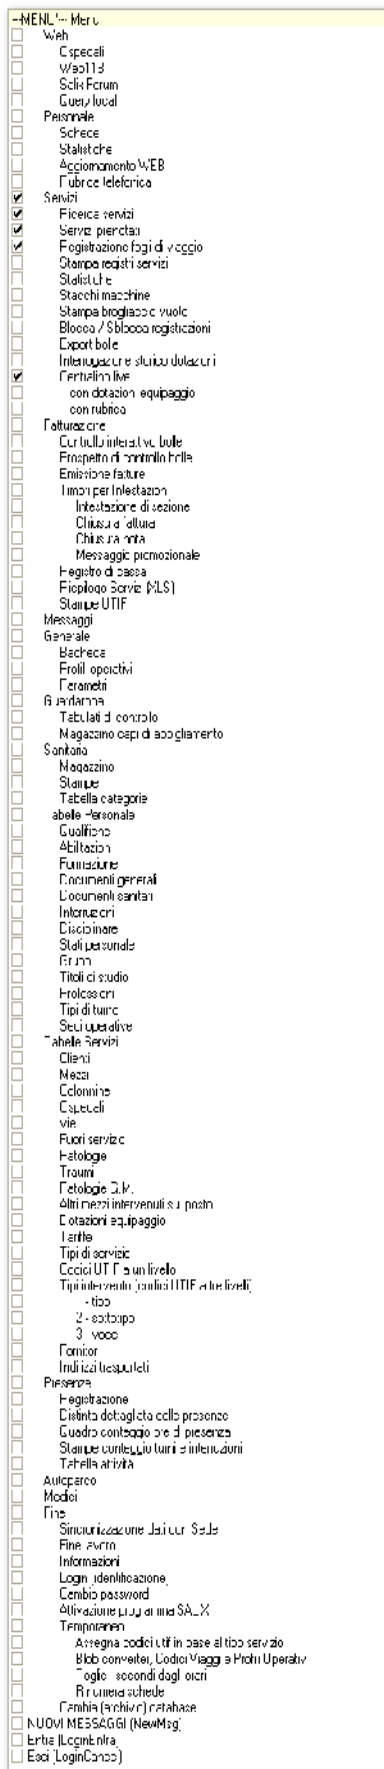 --MENU'-- Menu
Web
Ospedali
Web118
Salix Forum
Query local
Personale
Schede
Statistiche
Aggiornamento WEB
Rubrica telefonica
Servizi
Ricerca servizi
Servizi prenotati
Registrazione fogli di viaggio
Stampa registri servizi
Statistiche
Stacchi macchine
Stampa brogliaccio vuoto
Blocca / Sblocca registrazioni
Export bolle
Interrogazione storico dotazioni
Centralino live
con dotazioni equipaggio
con rubrica
Fatturazione
Controllo interattivo bolle
Prospetto di controllo bolle
Emissione fatture
Timbri per Intestazioni
Intestazione di sezione
Chiusura fattura
Chiusura nota
Messaggio promozionale
Registro di cassa
Riepilogo Servizi (XLS)
Stampe UTIF
Messaggi
Generale
Bacheca
Profili operativi
Parametri
Guardaroba
Tabulati di controllo
Magazzino capi di abbigliamento
Sanitaria
Magazzino
Stampe
Tabella categorie
Tabelle Personale
Qualifiche
Abilitazioni
Formazione
Documenti generali
Documenti sanitari
Interruzioni
Disciplinare
Stati personale
Gruppi
Titoli di studio
Professioni
Tipi di turno
Sedi operative
Tabelle Servizi
Clienti
Mezzi
Colonnine
Ospedali
Vie
Fuori servizio
Patologie
Traumi
Patologie G.M.
Altri mezzi intervenuti sul posto
Dotazioni equipaggio
Tariffe
Tipi di servizio
Codici UTIF a un livello
Tipi intervento (codici UTIF a tre livelli)
- tipo
2 - sottotipo
3 - voce
Fornitori
Indirizzi trasportati
Presenze
Registrazione
Distinta dettagliata delle presenze
Quadro conteggio ore di presenza
Stampe conteggio turni e interruzioni
Tabella attività
Autoparco
Medici
Fine
Sincronizzazione dati con Sede
Fine lavoro
Informazioni
Login (identificazione)
Cambio password
Attivazione programma SALIX
Temporaneo
Assegna codici utif in base al tipo servizio
Blob converter, Codici Viaggi e Profili Operativi
Toglie i secondi dagli orari
Rinumera schede
Cambia (archivio) database
NUOVI MESSAGGI (NewMsg)
Entra (LoginEntra)
Esci (LoginCancel)